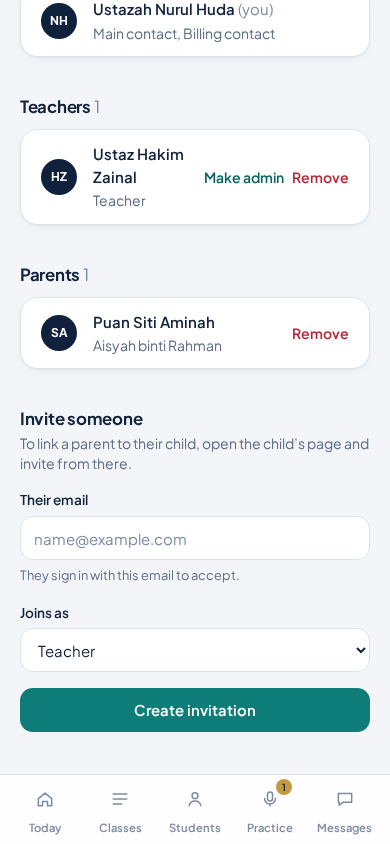 NH
Ustazah Nurul Huda (you)
Main contact, Billing contact
Teachers 1
HZ
Ustaz Hakim
Zainal
Teacher
Make admin Remove
Parents 1
SA
Puan Siti Aminah
Aisyah binti Rahman
Remove
Invite someone
To link a parent to their child, open the child’s page and
invite from there.
Their email
name@example.com
They sign in with this email to accept.
Joins as
Teacher
Create invitation
1
Today Classes Students Practice Messages